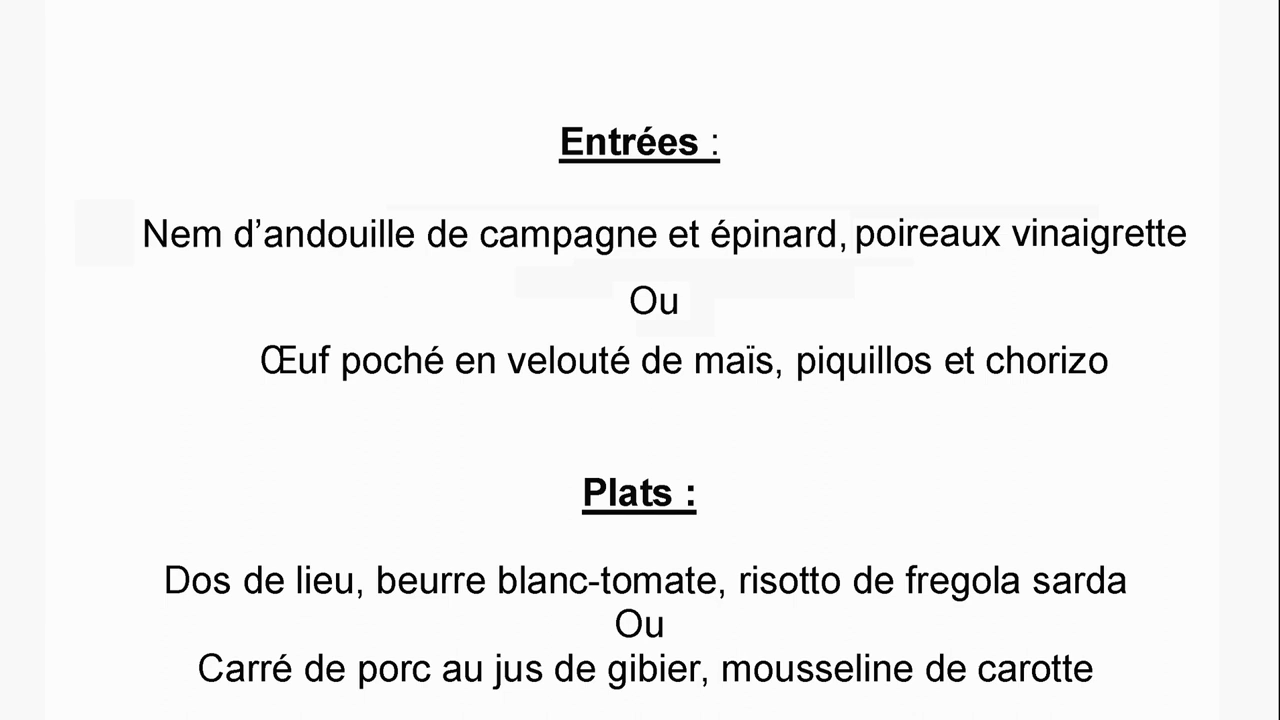 Entrées :
Nem d’andouille de campagne et épinard, poireaux vinaigrette
Ou
Œuf poché en velouté de maïs, piquillos et chorizo
Plats :
Dos de lieu, beurre blanc-tomate, risotto de fregola sarda
Ou
Carré de porc au jus de gibier, mousseline de carotte